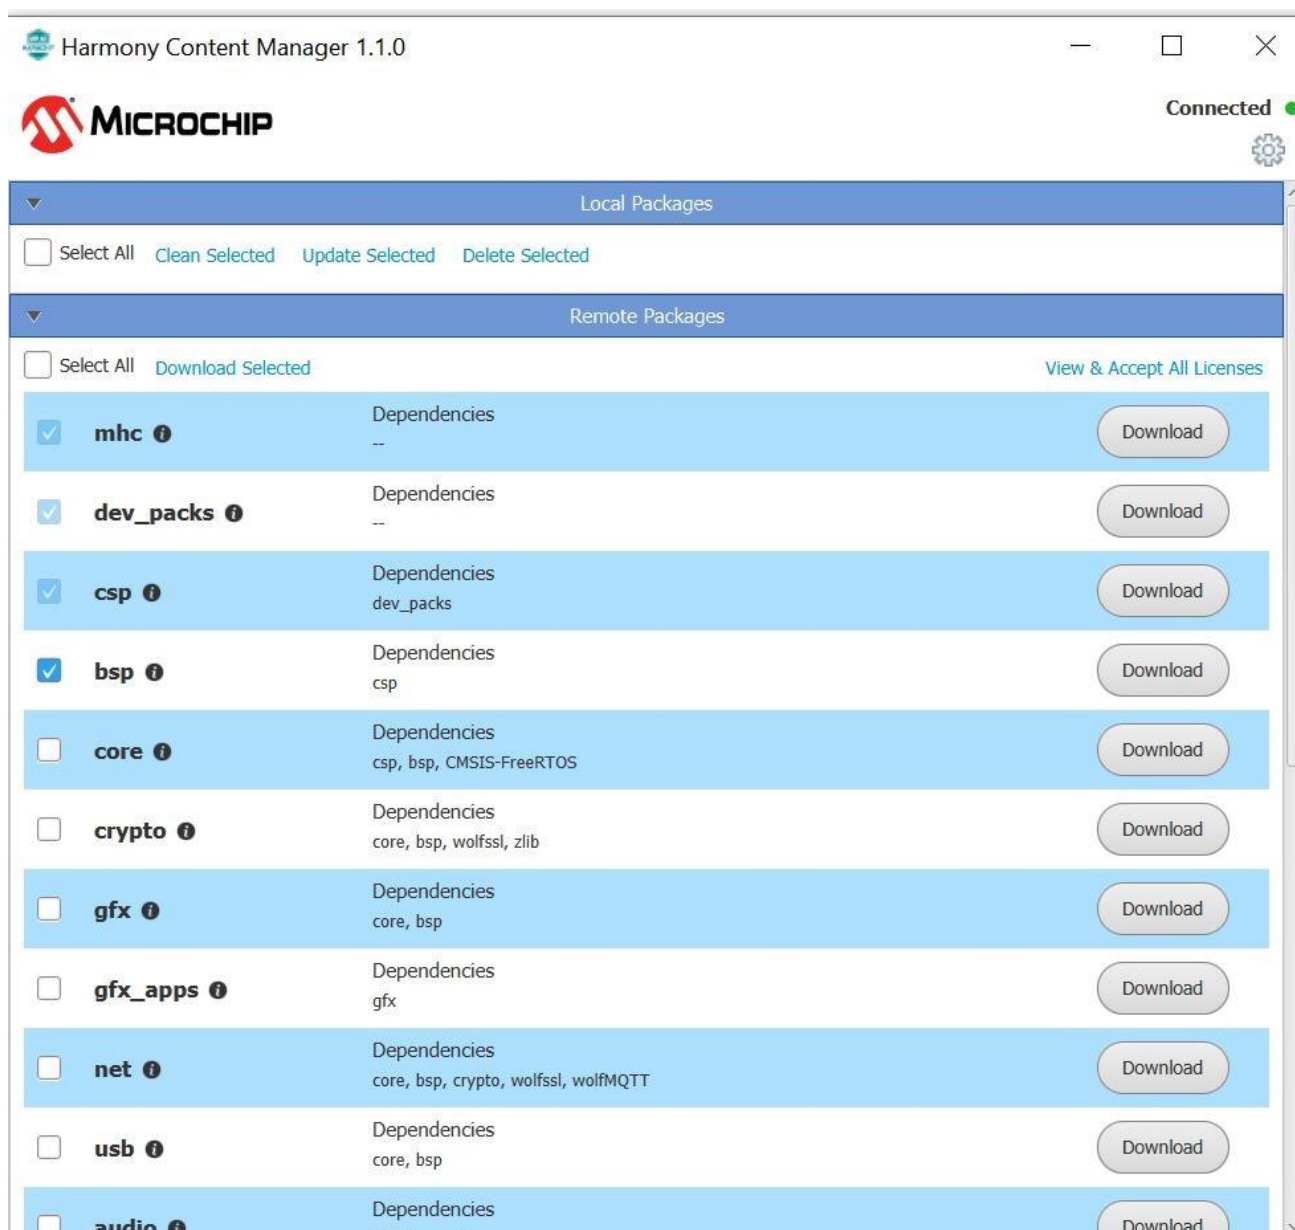 Harmony Content Manager 1.1.0
MICROCHIP
Connected
Local Packages
Select All Clean Selected Update Selected Delete Selected
Remote Packages
Select All Download Selected View & Accept All Licenses
Dependencies
mhc Download
--
Dependencies
dev_packs Download
--
Dependencies
csp Download
dev_packs
Dependencies
bsp Download
csp
Dependencies
core Download
csp, bsp, CMSIS-FreeRTOS
Dependencies
crypto Download
core, bsp, wolfssl, zlib
Dependencies
gfx Download
core, bsp
Dependencies
gfx_apps Download
gfx
Dependencies
net Download
core, bsp, crypto, wolfssl, wolfMQTT
Dependencies
usb Download
core, bsp
Dependencies
audio Download